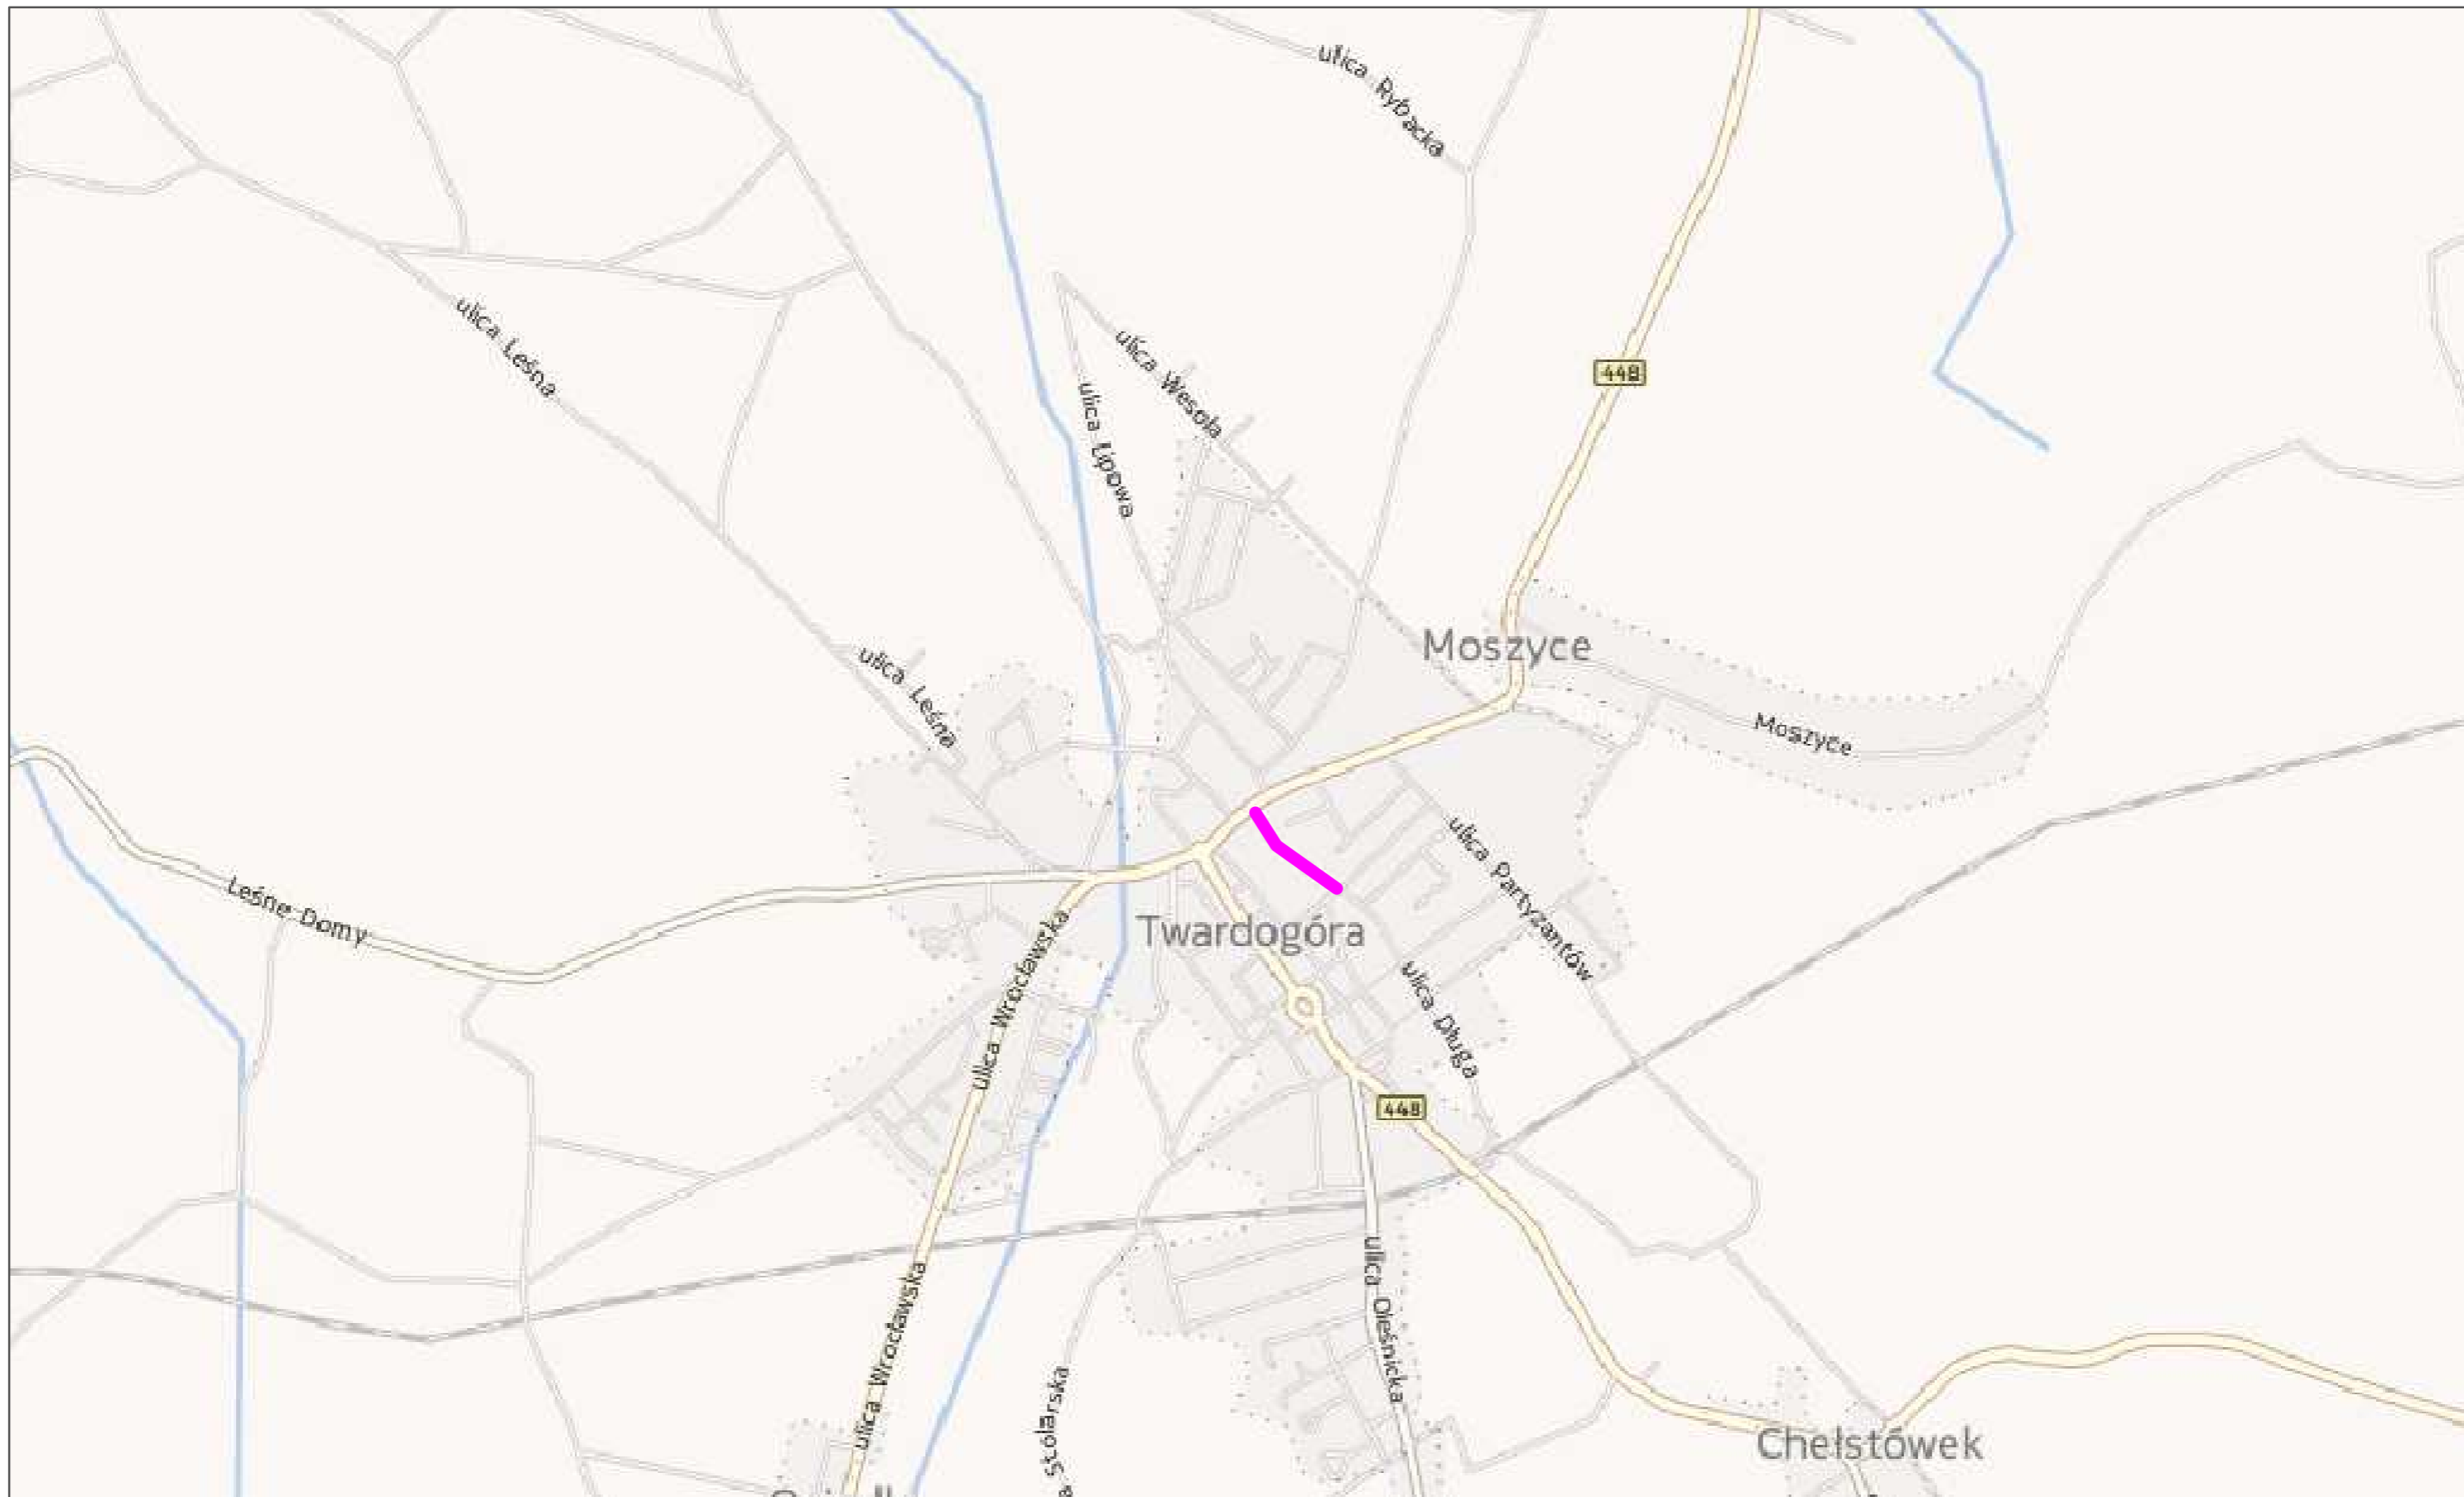 ulica Rybacka
ulica Leśna
ulica Wesoła
448
ulica Lipowa
Moszyce
ulica Leśna
Moszyce
ulica Partyzantów
Leśne Domy
Twardogóra
ulica Wrocławska
ulica Długa
448
ulica Oleśnicka
ulica Wrocławska
Stolarska
Chełstówek